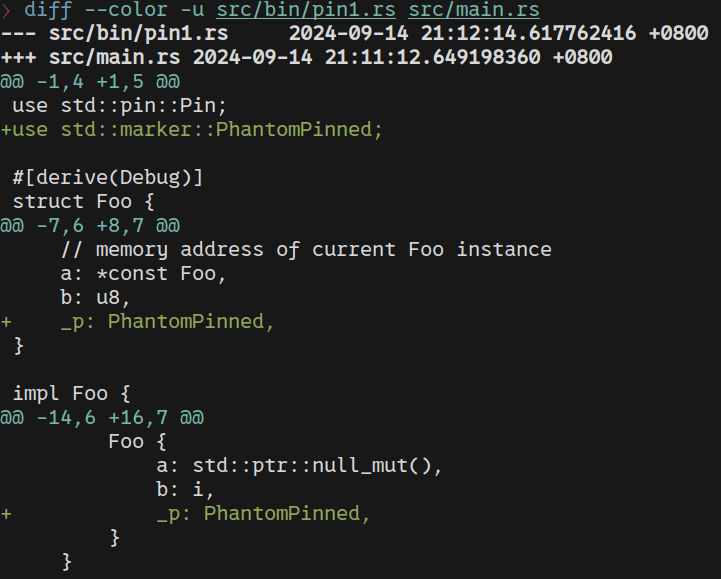 > diff --color -u src/bin/pin1.rs src/main.rs
--- src/bin/pin1.rs     2024-09-14 21:12:14.617762416 +0800
+++ src/main.rs 2024-09-14 21:11:12.649198360 +0800
@@ -1,4 +1,5 @@
 use std::pin::Pin;
+use std::marker::PhantomPinned;

 #[derive(Debug)]
 struct Foo {
@@ -7,6 +8,7 @@
     // memory address of current Foo instance
     a: *const Foo,
     b: u8,
+    _p: PhantomPinned,
 }

 impl Foo {
@@ -14,6 +16,7 @@
         Foo {
             a: std::ptr::null_mut(),
             b: i,
+            _p: PhantomPinned,
         }
     }